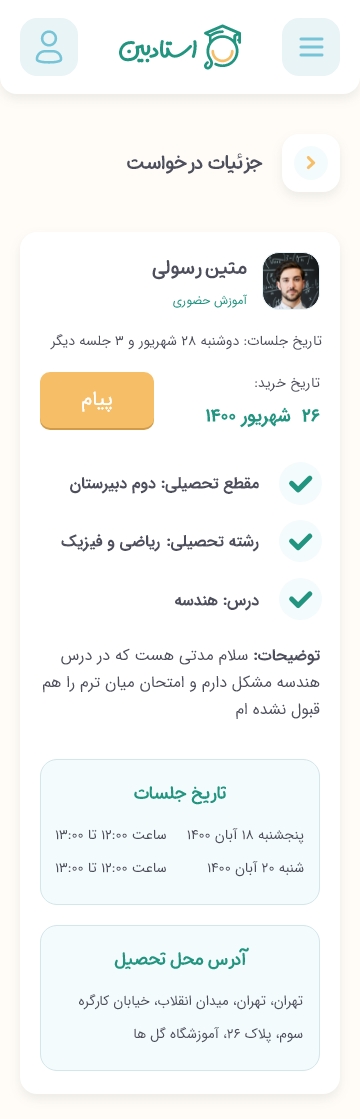 استادبین
جزئیات درخواست
متین رسولی
آموزش حضوری
تاریخ جلسات: دوشنبه ۲۸ شهریور و ۳ جلسه دیگر
تاریخ خرید:
۲۶ شهریور ۱۴۰۰
پیام
مقطع تحصیلی: دوم دبیرستان
رشته تحصیلی: ریاضی و فیزیک
درس: هندسه
توضیحات: سلام مدتی هست که در درس
هندسه مشکل دارم و امتحان میان ترم را هم
قبول نشده ام
تاریخ جلسات
پنجشنبه ۱۸ آبان ۱۴۰۰ ساعت ۱۲:۰۰ تا ۱۳:۰۰
شنبه ۲۰ آبان ۱۴۰۰ ساعت ۱۲:۰۰ تا ۱۳:۰۰
آدرس محل تحصیل
تهران، تهران، میدان انقلاب، خیابان کارگره
سوم، پلاک ۲۶، آموزشگاه گل ها